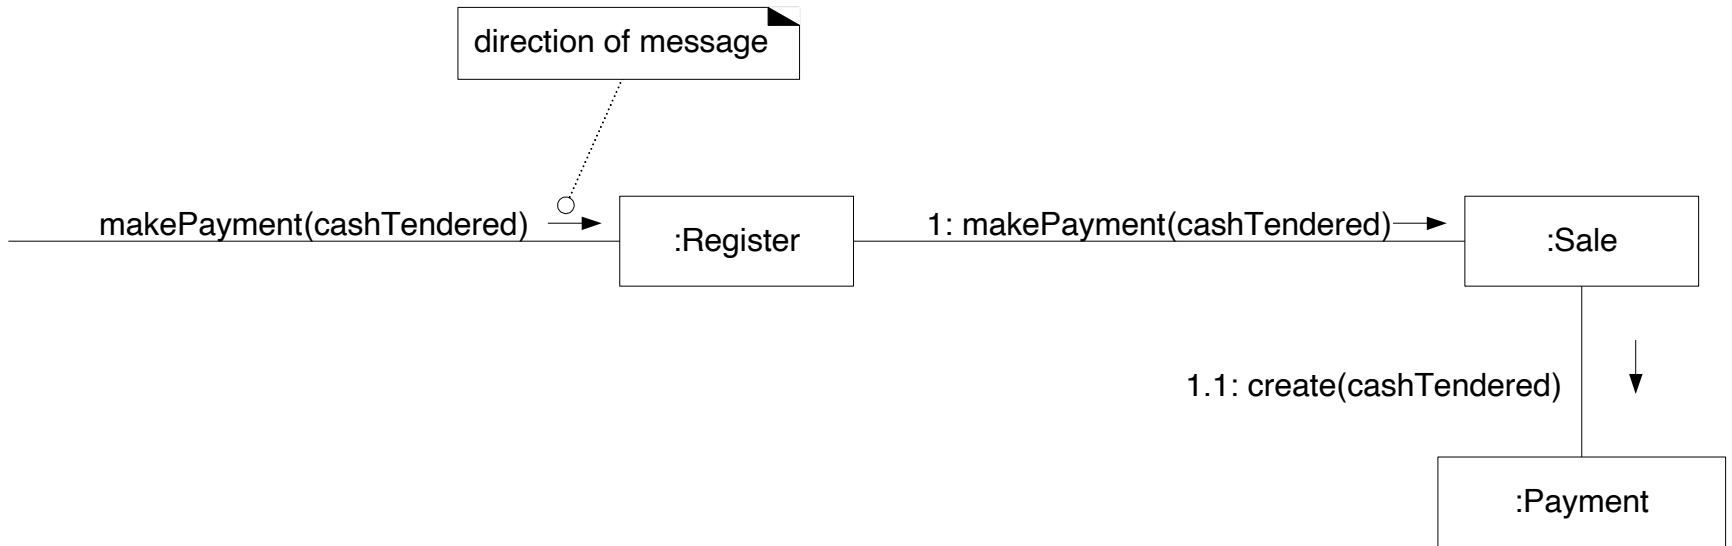 direction of message
makePayment(cashTendered)
:Register
1: makePayment(cashTendered)
:Sale
1.1: create(cashTendered)
:Payment